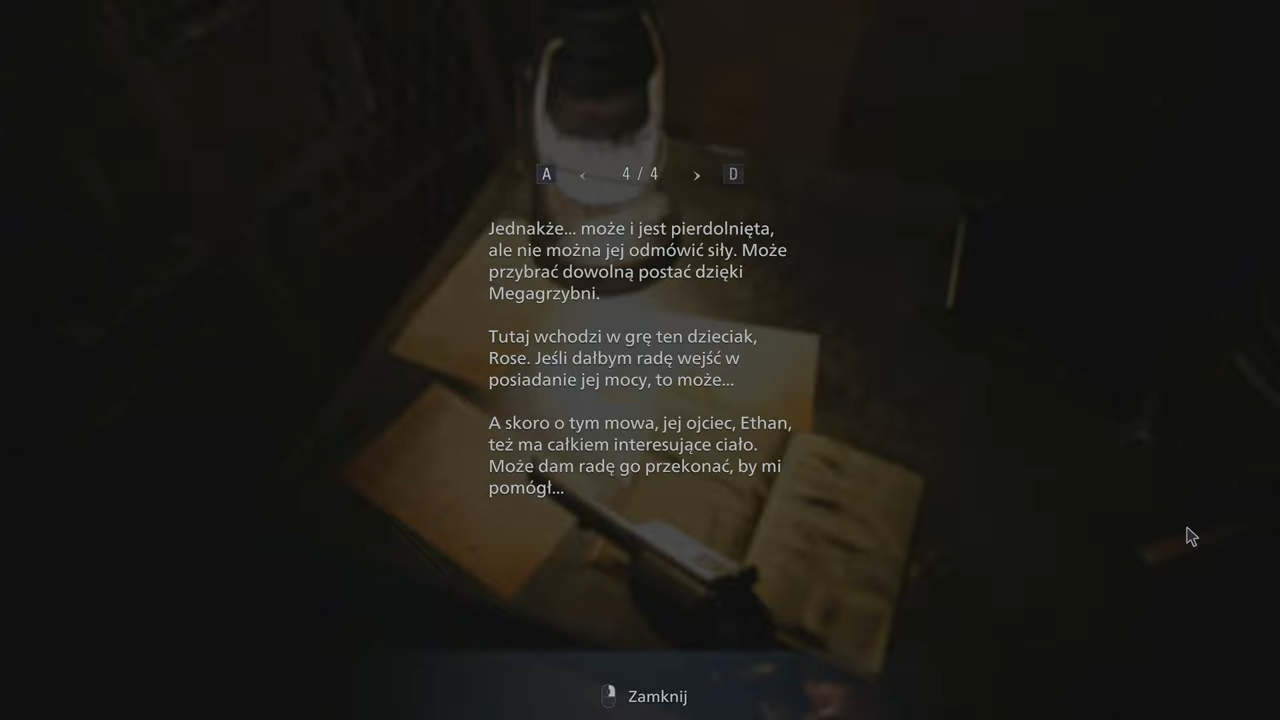 A ‹ 4 / 4 › D
Jednakże... może i jest pierdolnięta,
ale nie można jej odmówić siły. Może
przybrać dowolną postać dzięki
Megagrzybni.
Tutaj wchodzi w grę ten dzieciak,
Rose. Jeśli dałbym radę wejść w
posiadanie jej mocy, to może...
A skoro o tym mowa, jej ojciec, Ethan,
też ma całkiem interesujące ciało.
Może dam radę go przekonać, by mi
pomógł...
Zamknij